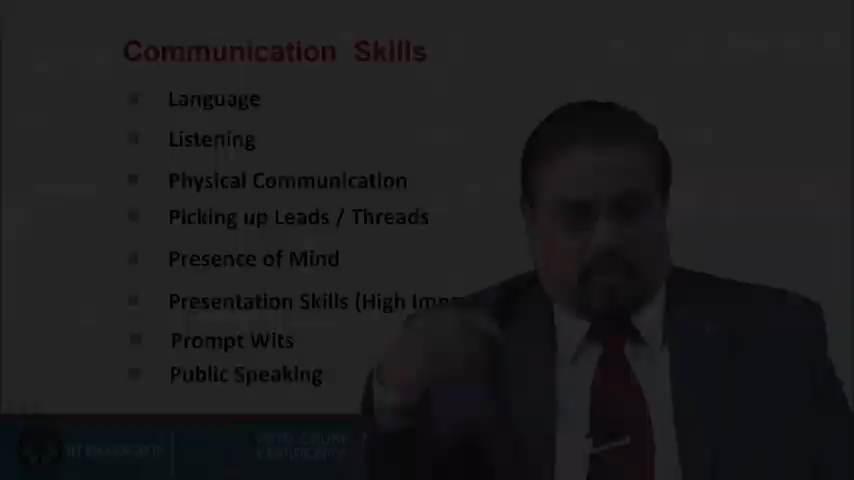 Communication Skills
Language
Listening
Physical Communication
Picking up Leads / Threads
Presence of Mind
Presentation Skills (High
Prompt Wits
Public Speaking